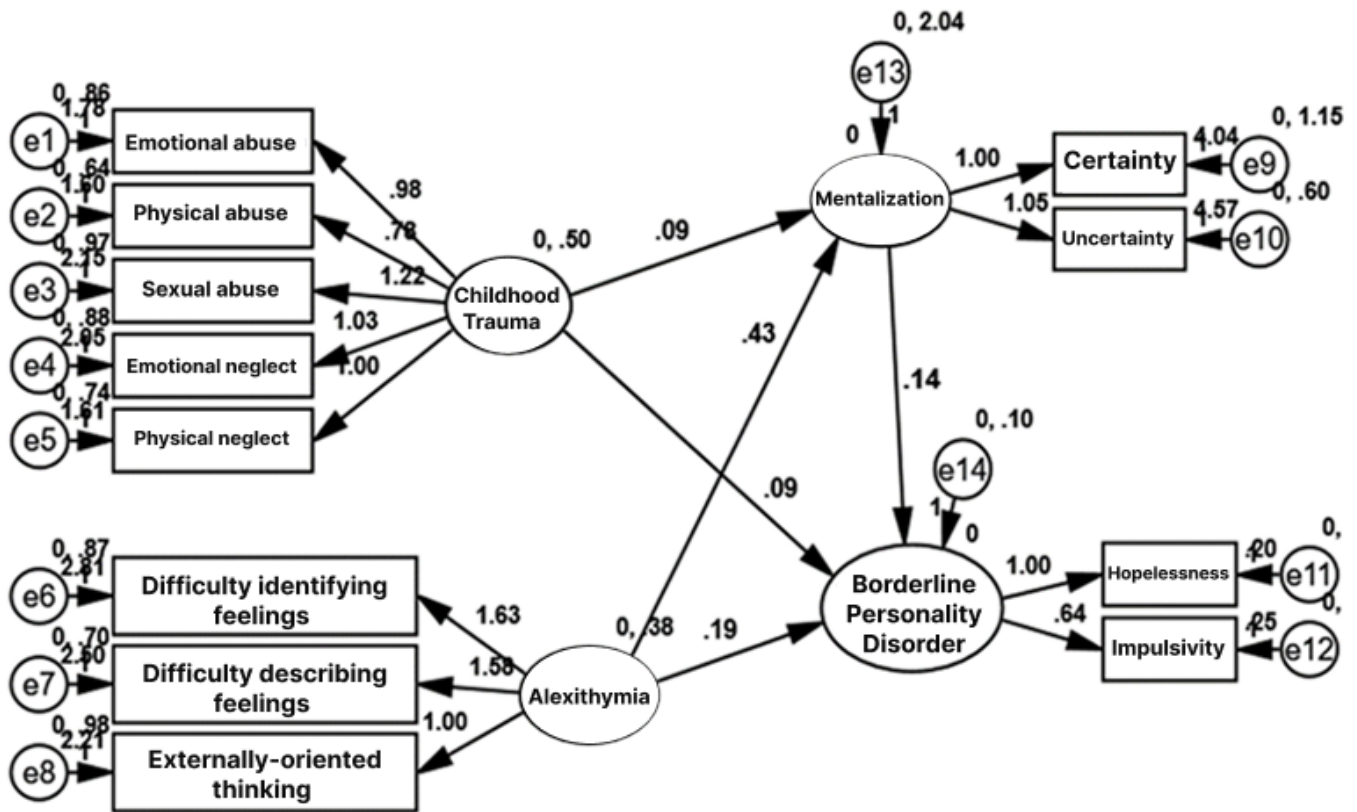 0, 2.04
e13
1
0
0, .86
1.78
e1
Emotional abuse
0, .64
1.60
e2
Physical abuse
0, .97
2.15
e3
Sexual abuse
0, .88
2.05
e4
Emotional neglect
0, .74
1.61
e5
Physical neglect
.98
.78
1.22
1.03
1.00
0, .50
Childhood
Trauma
.09
Mentalization
1.00
1.05
Certainty
4.04
0, 1.15
e9
Uncertainty
4.57
0, .60
e10
.43
.14
.09
0, .10
e14
1
0
0, .87
2.81
e6
Difficulty identifying
feelings
0, .70
2.50
e7
Difficulty describing
feelings
0, .98
2.21
e8
Externally-oriented
thinking
1.63
1.58
1.00
0, .38
Alexithymia
.19
Borderline
Personality
Disorder
1.00
.64
Hopelessness
.20
0,
e11
Impulsivity
.25
0,
e12